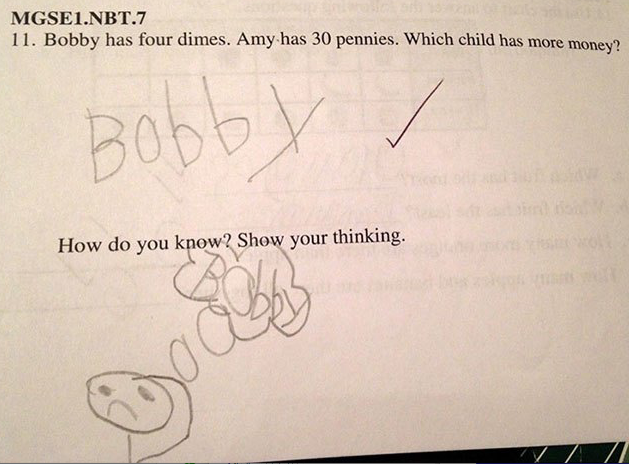 MGSE1.NBT.7
11. Bobby has four dimes. Amy has 30 pennies. Which child has more money?
Bobby
How do you know? Show your thinking.
Bobby